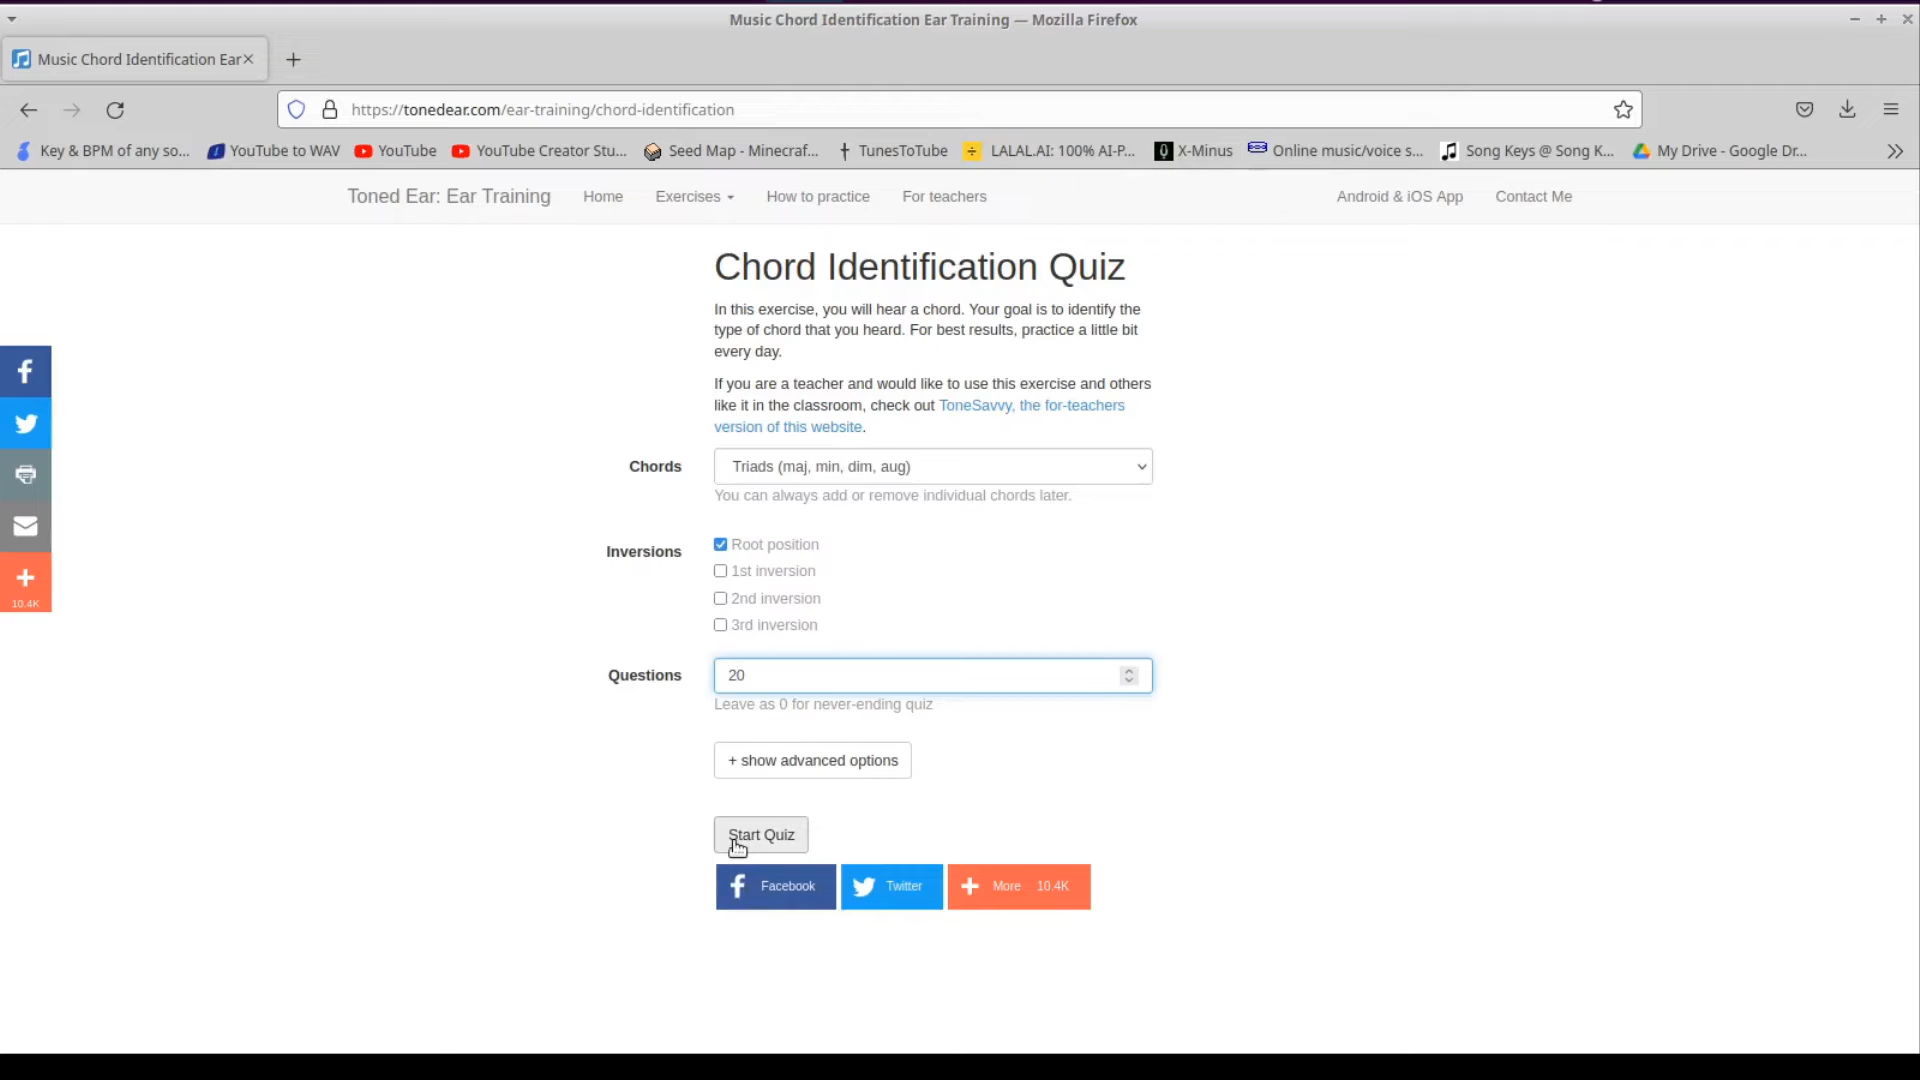 Music Chord Identification Ear Training — Mozilla Firefox
Music Chord Identification Ear
https://tonedear.com/ear-training/chord-identification
Key & BPM of any so... YouTube to WAV YouTube YouTube Creator Stu... Seed Map - Minecraf... TunesToTube LALAL.AI: 100% AI-P... X-Minus Online music/voice s... Song Keys @ Song K... My Drive - Google Dr...
Toned Ear: Ear Training Home Exercises How to practice For teachers Android & iOS App Contact Me
Chord Identification Quiz
In this exercise, you will hear a chord. Your goal is to identify the
type of chord that you heard. For best results, practice a little bit
every day.
If you are a teacher and would like to use this exercise and others
like it in the classroom, check out ToneSavvy, the for-teachers
version of this website.
Chords Triads (maj, min, dim, aug)
You can always add or remove individual chords later.
Inversions Root position
1st inversion
2nd inversion
3rd inversion
10.4K
Questions 20
Leave as 0 for never-ending quiz
+ show advanced options
Start Quiz
Facebook Twitter More 10.4K